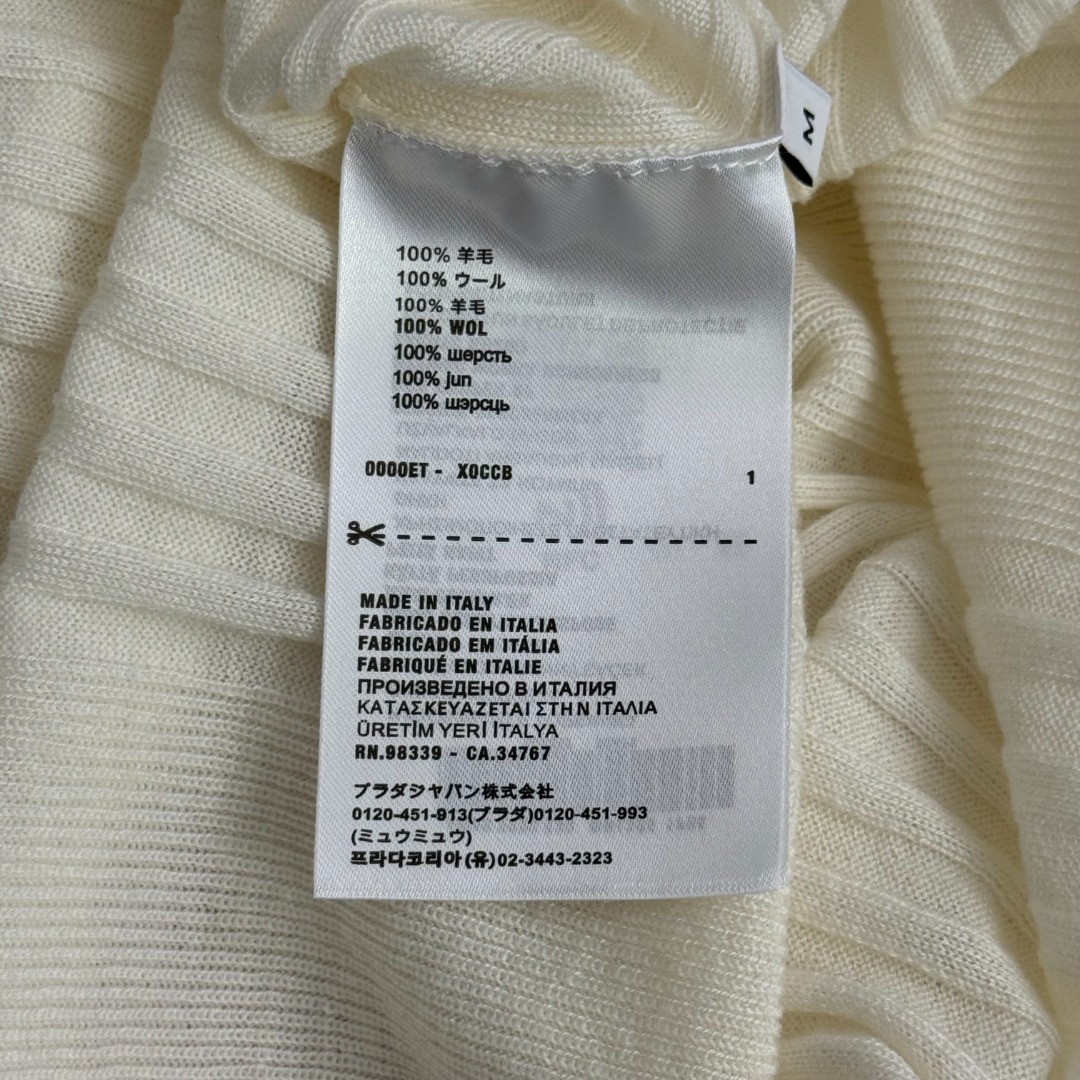 M
100% 羊毛
100% ウール
100% 羊毛
100% WOL
100% шерсть
100% jun
100% шэрсць
0000ET - X0CCB 1
MADE IN ITALY
FABRICADO EN ITALIA
FABRICADO EM ITÁLIA
FABRIQUÉ EN ITALIE
ПРОИЗВЕДЕНО В ИТАЛИЯ
ΚΑΤΑΣΚΕΥΑΖΕΤΑΙ ΣΤΗΝ ΙΤΑΛΙΑ
ÜRETİM YERİ İTALYA
RN.98339 - CA.34767
プラダジャパン株式会社
0120-451-913(プラダ)0120-451-993
(ミュウミュウ)
프라다코리아(유)02-3443-2323